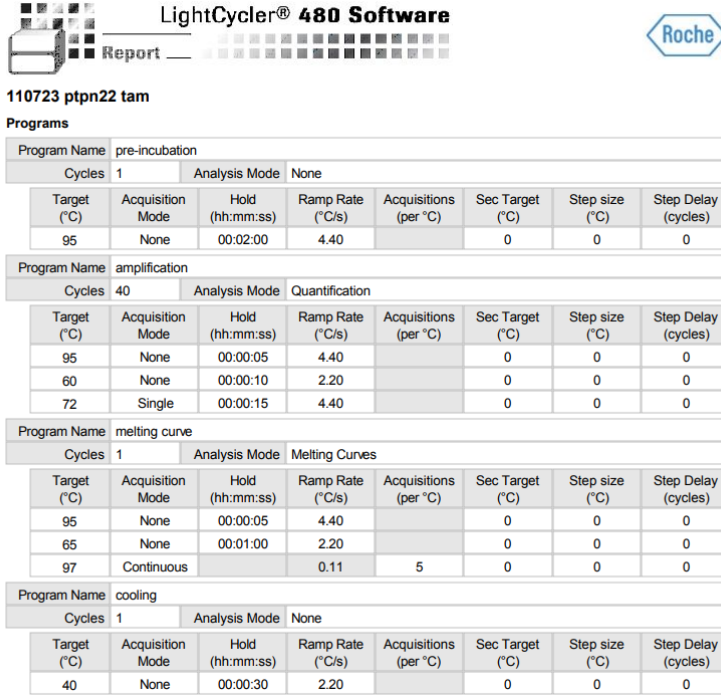 LightCycler® 480 Software
Roche
Report
110723 ptpn22 tam
Programs
Program Name pre-incubation
Cycles 1 Analysis Mode None
Target (°C) Acquisition Mode Hold (hh:mm:ss) Ramp Rate (°C/s) Acquisitions (per °C) Sec Target (°C) Step size (°C) Step Delay (cycles)
95 None 00:02:00 4.40 0 0 0
Program Name amplification
Cycles 40 Analysis Mode Quantification
Target (°C) Acquisition Mode Hold (hh:mm:ss) Ramp Rate (°C/s) Acquisitions (per °C) Sec Target (°C) Step size (°C) Step Delay (cycles)
95 None 00:00:05 4.40 0 0 0
60 None 00:00:10 2.20 0 0 0
72 Single 00:00:15 4.40 0 0 0
Program Name melting curve
Cycles 1 Analysis Mode Melting Curves
Target (°C) Acquisition Mode Hold (hh:mm:ss) Ramp Rate (°C/s) Acquisitions (per °C) Sec Target (°C) Step size (°C) Step Delay (cycles)
95 None 00:00:05 4.40 0 0 0
65 None 00:01:00 2.20 0 0 0
97 Continuous 0.11 5 0 0 0
Program Name cooling
Cycles 1 Analysis Mode None
Target (°C) Acquisition Mode Hold (hh:mm:ss) Ramp Rate (°C/s) Acquisitions (per °C) Sec Target (°C) Step size (°C) Step Delay (cycles)
40 None 00:00:30 2.20 0 0 0